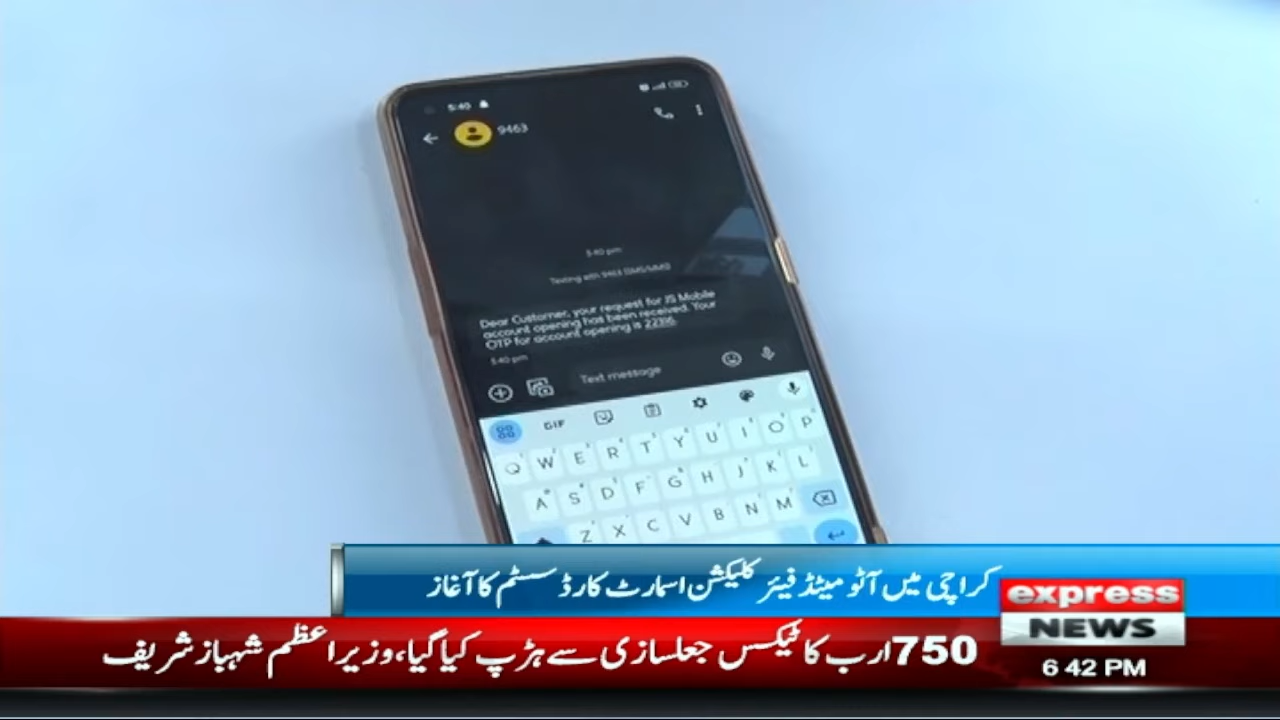 5:40
9463
5:40 pm
Texting with 9463 (SMS/MMS)
Dear Customer, your request for JS Mobile
account opening has been received. Your
OTP for account opening is
5:40 pm
Text message
GIF
Q W E R T Y U I O P
A S D F G H J K L
Z X C V B N M
کراچی میں آٹومیٹڈ فیئر کلیکشن اسمارٹ کارڈ سسٹم کا آغاز
express
NEWS
750 ارب کا ٹیکس جعلسازی سے ہڑپ کیا گیا، وزیراعظم شہباز شریف
6:42 PM